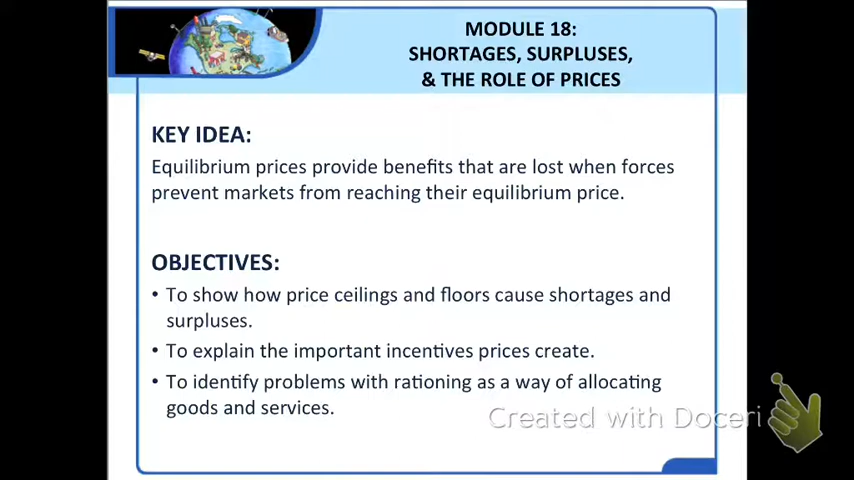 MODULE 18:
SHORTAGES, SURPLUSES,
& THE ROLE OF PRICES
KEY IDEA:
Equilibrium prices provide benefits that are lost when forces
prevent markets from reaching their equilibrium price.
OBJECTIVES:
• To show how price ceilings and floors cause shortages and
surpluses.
• To explain the important incentives prices create.
• To identify problems with rationing as a way of allocating
goods and services.
Created with Doceri